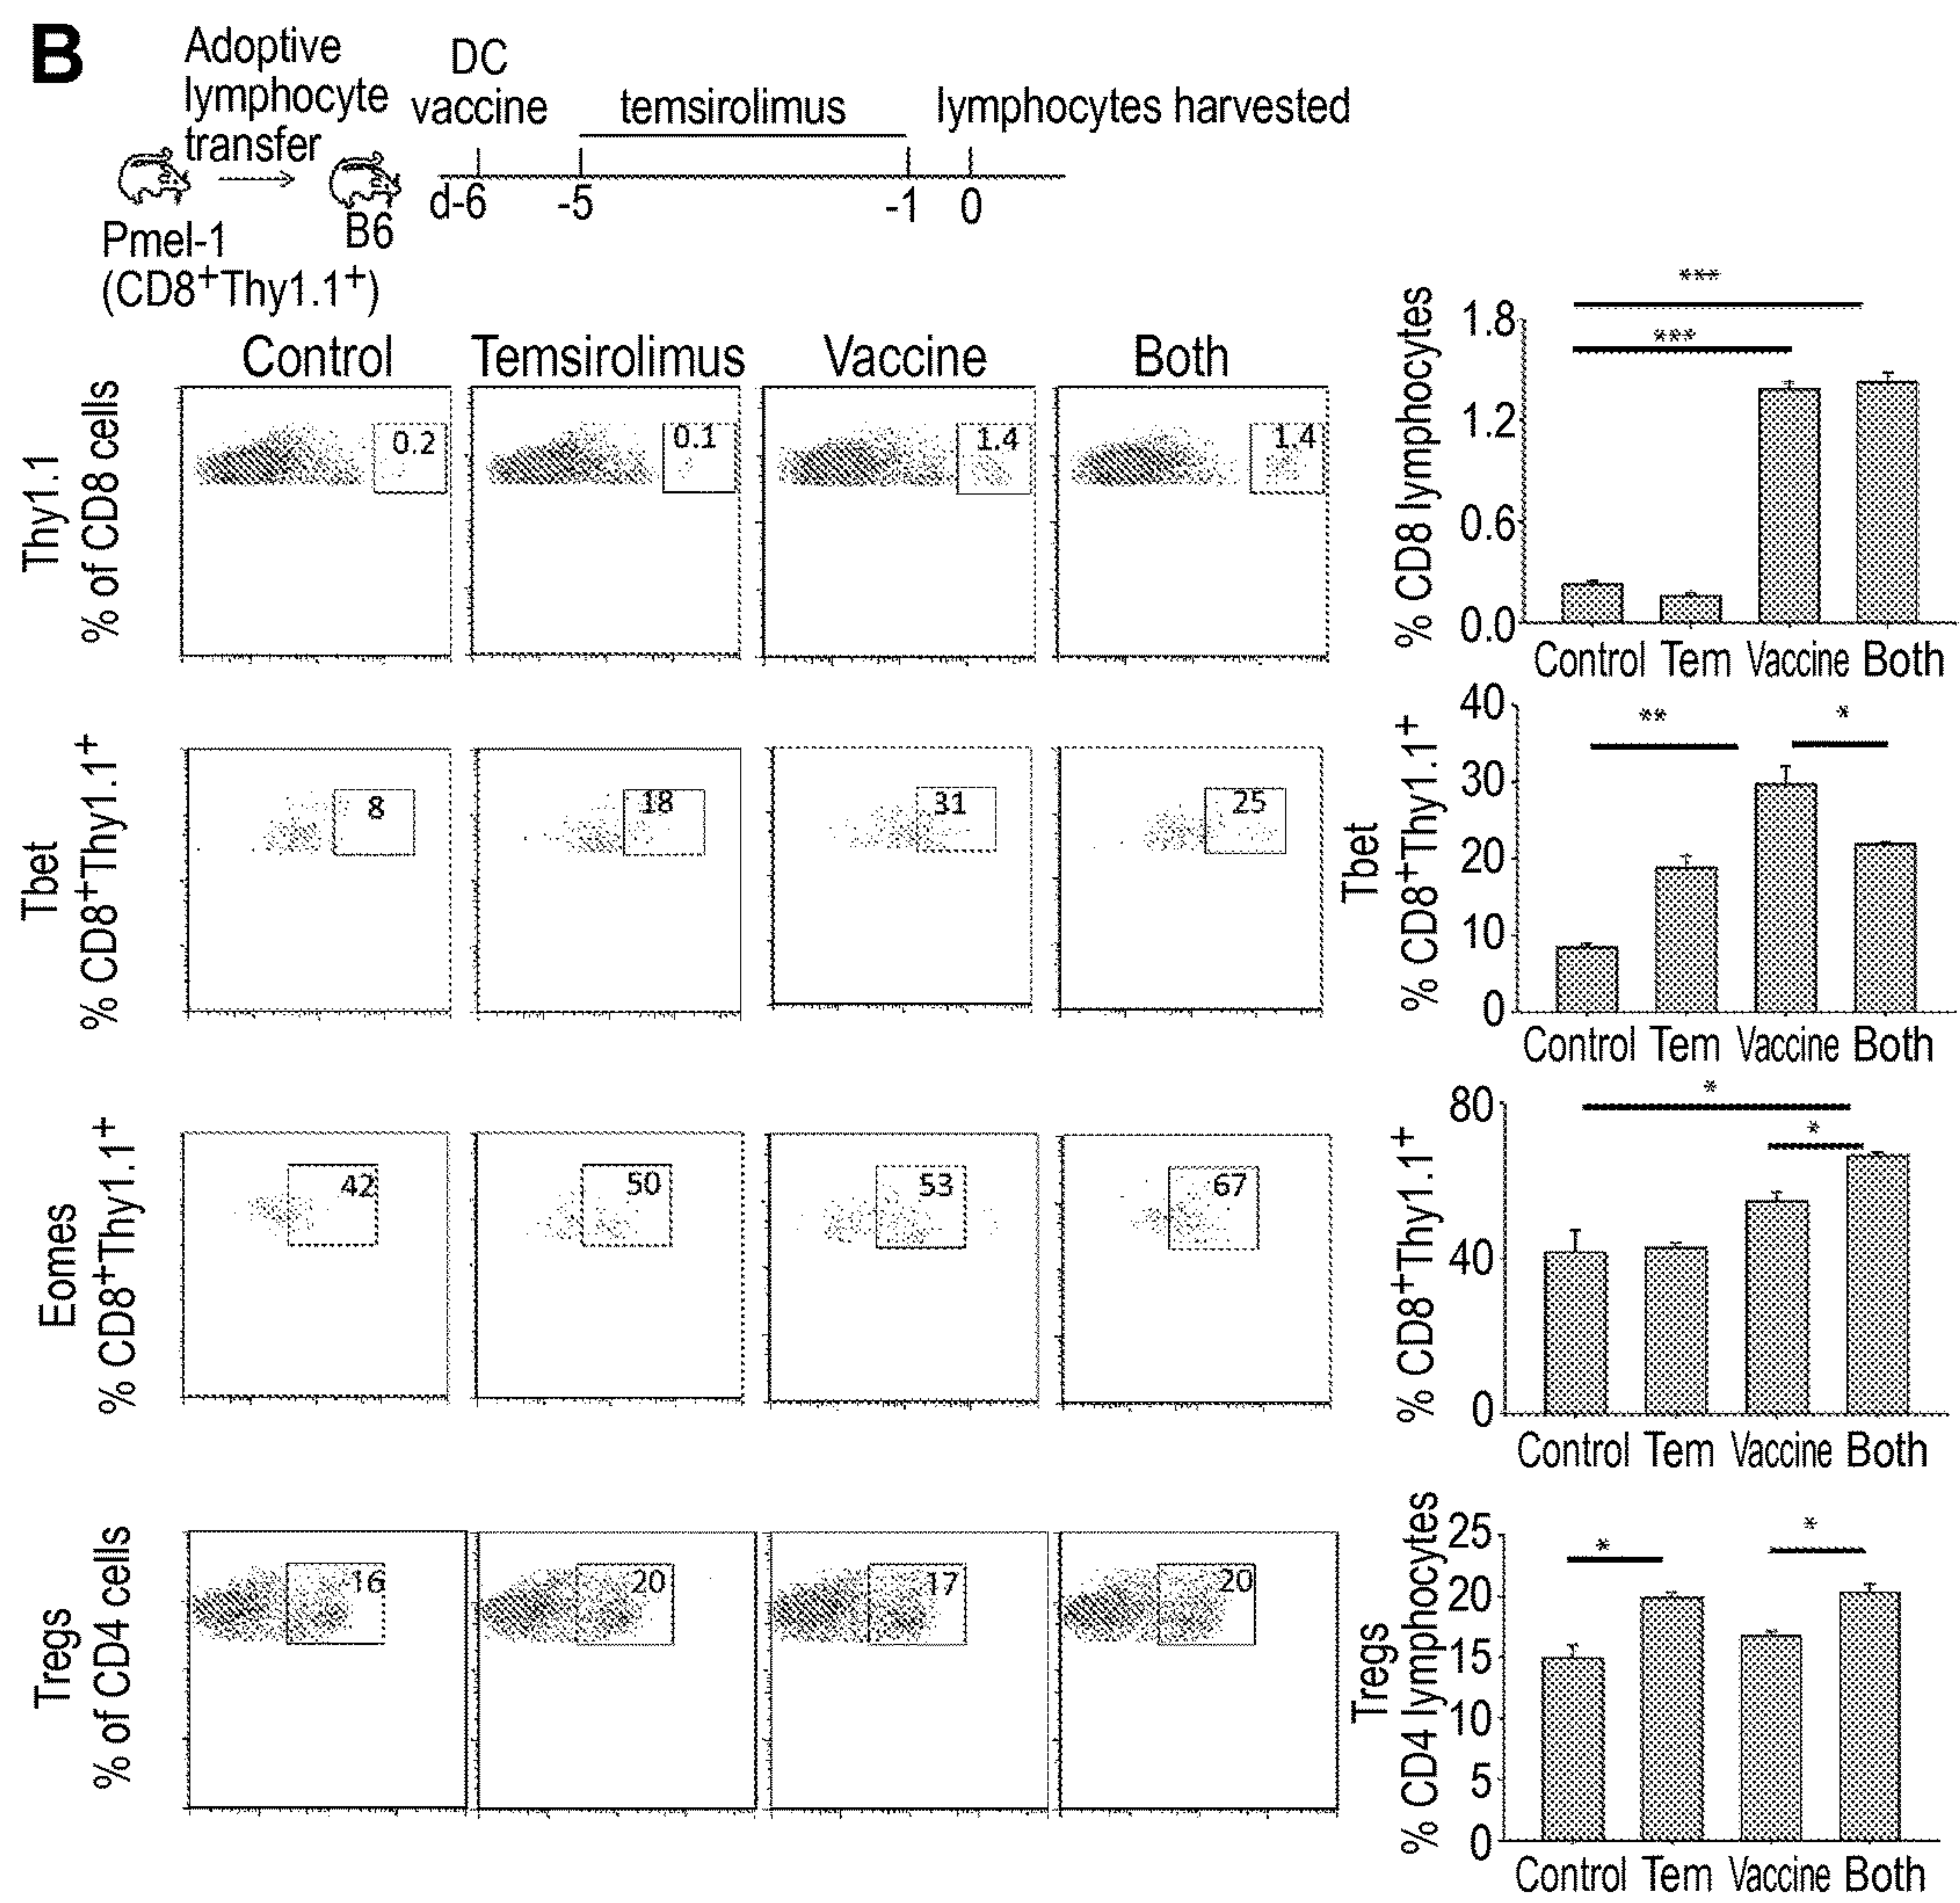 B
Adoptive
lymphocyte
transfer
DC
vaccine
temsirolimus
lymphocytes harvested
d-6
-5
-1
0
Pmel-1
(CD8+Thy1.1+)
B6
Control
Temsirolimus
Vaccine
Both
Thy1.1
% of CD8 cells
0.2
0.1
1.4
1.4
% CD8 lymphocytes
***
***
1.8
1.2
0.6
0.0
Control Tem Vaccine Both
Tbet
% CD8+Thy1.1+
8
18
31
25
Tbet
% CD8+Thy1.1+
**
*
40
30
20
10
0
Control Tem Vaccine Both
Eomes
% CD8+Thy1.1+
42
50
53
67
% CD8+Thy1.1+
*
*
80
40
0
Control Tem Vaccine Both
Tregs
% of CD4 cells
16
20
17
20
Tregs
% CD4 lymphocytes
*
*
25
20
15
10
5
0
Control Tem Vaccine Both